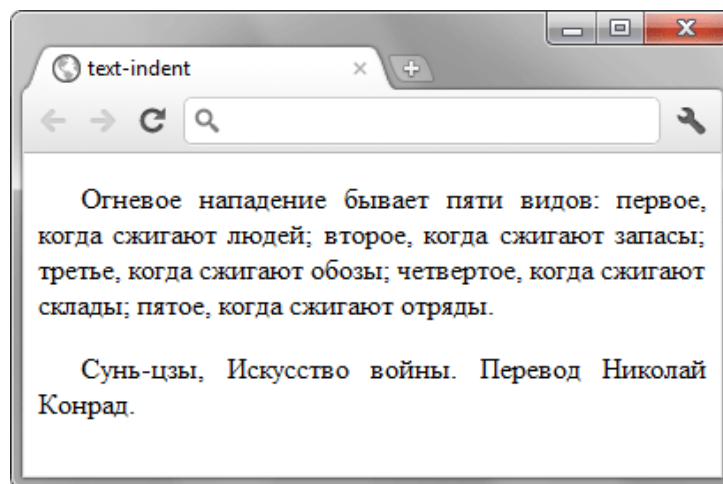 text-indent
Огневое нападение бывает пяти видов: первое,
когда сжигают людей; второе, когда сжигают запасы;
третье, когда сжигают обозы; четвертое, когда сжигают
склады; пятое, когда сжигают отряды.
Сунь-цзы, Искусство войны. Перевод Николай
Конрад.